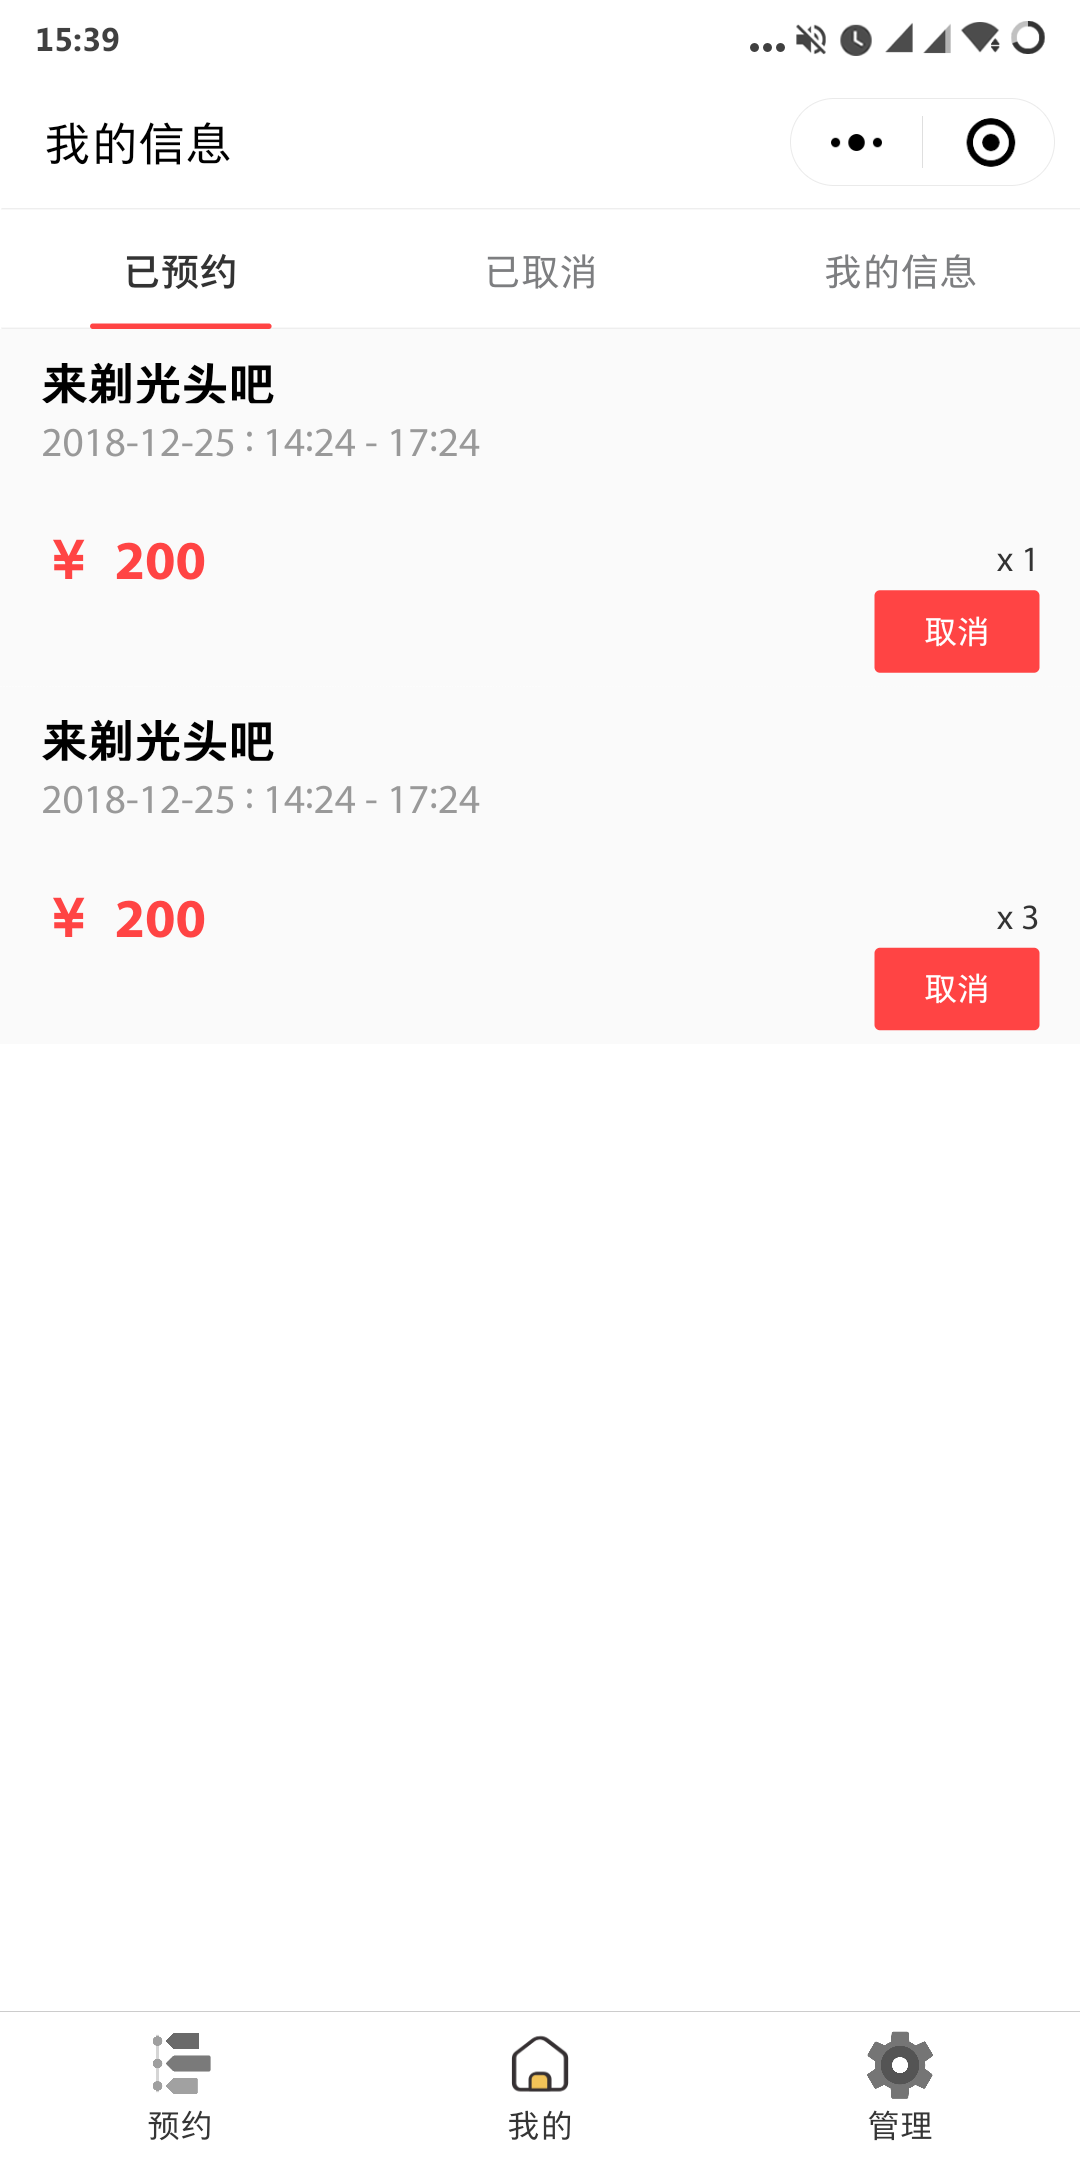 15:39
我的信息
已预约 已取消 我的信息
来剃光头吧
2018-12-25 : 14:24 - 17:24
¥ 200
x 1
取消
来剃光头吧
2018-12-25 : 14:24 - 17:24
¥ 200
x 3
取消
预约 我的 管理